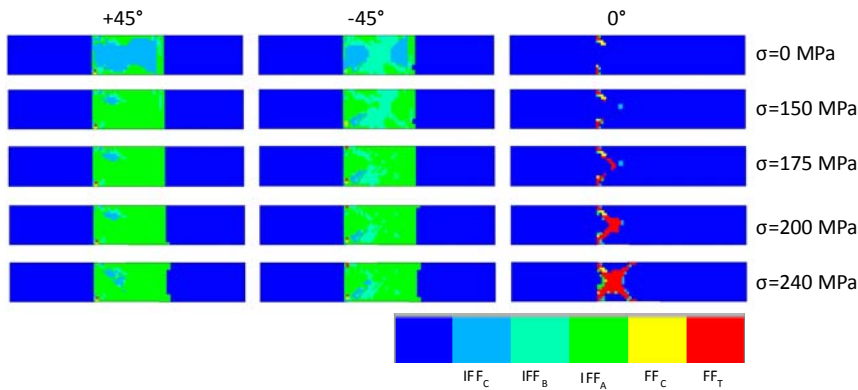 +45° -45° 0°
σ=0 MPa
σ=150 MPa
σ=175 MPa
σ=200 MPa
σ=240 MPa
IFFC IFFB IFFA FFC FFT